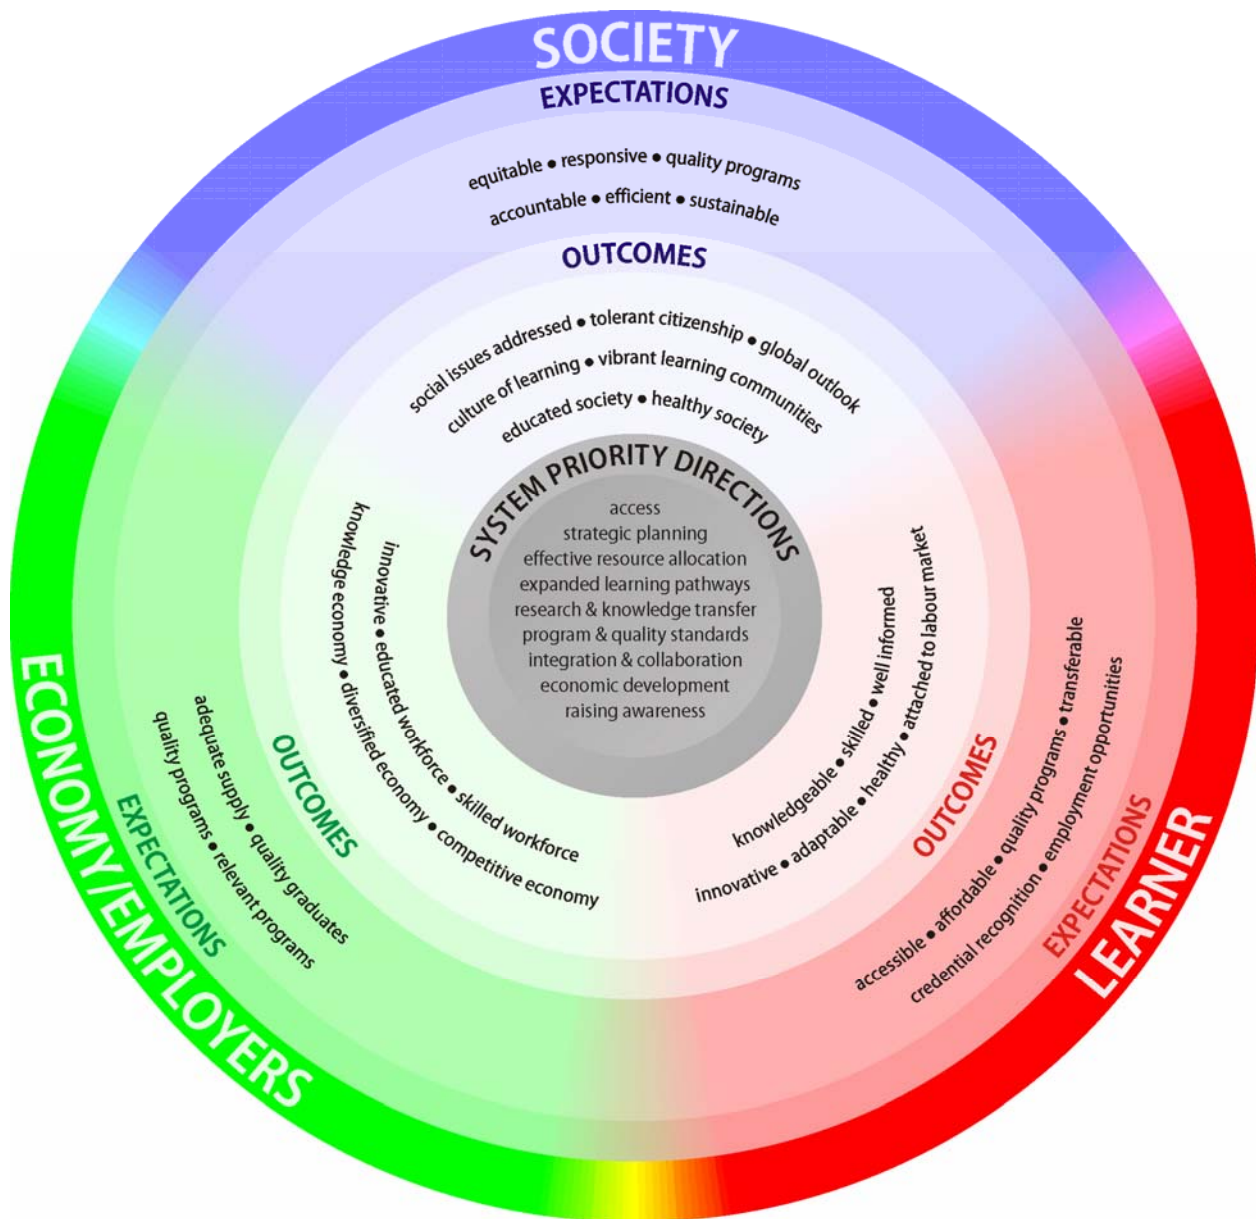 SOCIETY
EXPECTATIONS
equitable • responsive • quality programs
accountable • efficient • sustainable
OUTCOMES
social issues addressed • tolerant citizenship • global outlook
culture of learning • vibrant learning communities
educated society • healthy society
SYSTEM PRIORITY DIRECTIONS
access
strategic planning
effective resource allocation
expanded learning pathways
research & knowledge transfer
program & quality standards
integration & collaboration
economic development
raising awareness
innovative • educated workforce • skilled workforce
knowledge economy • diversified economy • competitive economy
OUTCOMES
adequate supply • quality graduates
quality programs • relevant programs
EXPECTATIONS
ECONOMY/EMPLOYERS
knowledgeable • skilled • well informed
innovative • adaptable • healthy • attached to labour market
OUTCOMES
accessible • affordable • quality programs • transferable
credential recognition • employment opportunities
EXPECTATIONS
LEARNER